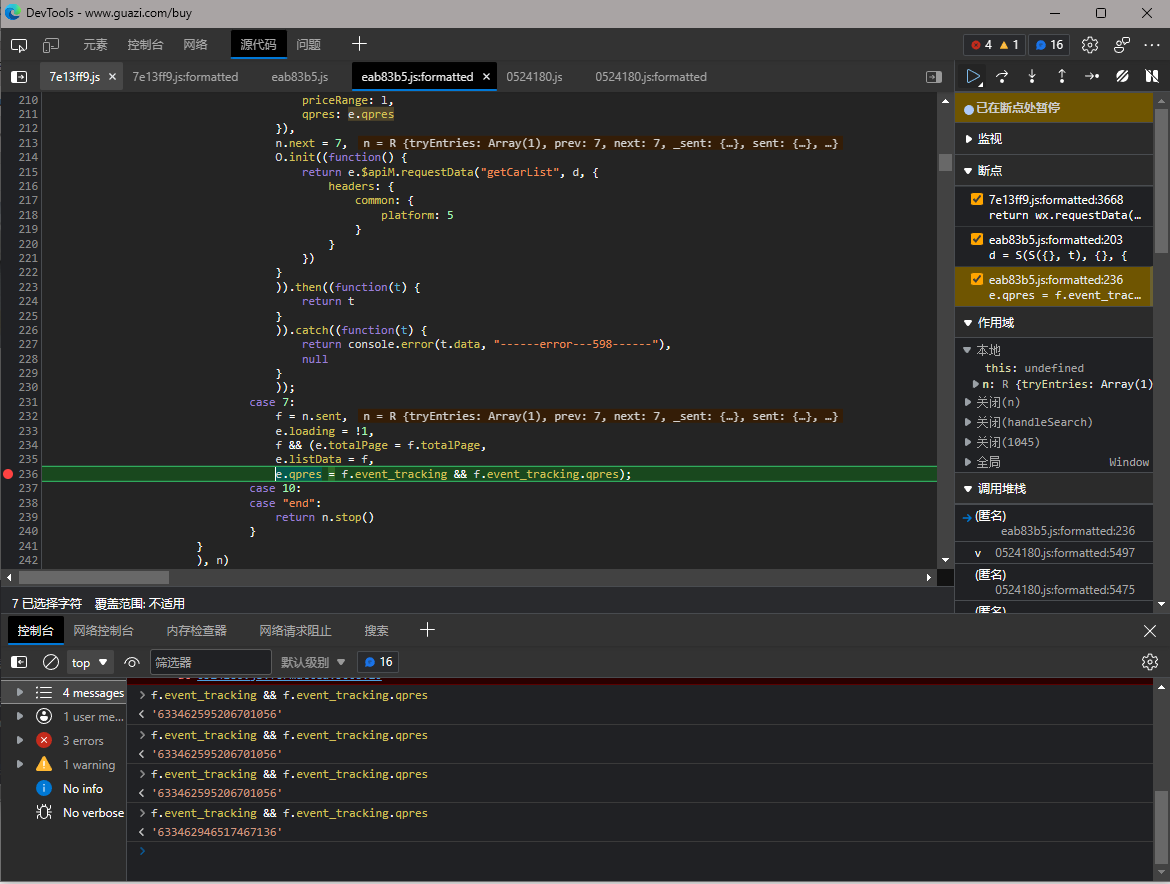 DevTools - www.guazi.com/buy
元素 控制台 网络 源代码 问题 4 1 16
7e13ff9.js 7e13ff9.js:formatted eab83b5.js eab83b5.js:formatted 0524180.js 0524180.js:formatted
210 priceRange: l,
211 qpres: e.qpres
212 }),
213 n.next = 7, n = R {tryEntries: Array(1), prev: 7, next: 7, _sent: {…}, sent: {…}, …}
214 O.init((function() {
215 return e.$apiM.requestData("getCarList", d, {
216 headers: {
217 common: {
218 platform: 5
219 }
220 }
221 })
222 }
223 )).then((function(t) {
224 return t
225 }
226 )).catch((function(t) {
227 return console.error(t.data, "------error---598------"),
228 null
229 }
230 ));
231 case 7:
232 f = n.sent, n = R {tryEntries: Array(1), prev: 7, next: 7, _sent: {…}, sent: {…}, …}
233 e.loading = !1,
234 f && (e.totalPage = f.totalPage,
235 e.listData = f,
236 e.qpres = f.event_tracking && f.event_tracking.qpres);
237 case 10:
238 case "end":
239 return n.stop()
240 }
241 }
242 ), n)
7 已选择字符 覆盖范围: 不适用
已在断点处暂停
监视
断点
7e13ff9.js:formatted:3668
return wx.requestData(…
eab83b5.js:formatted:203
d = S(S({}, t), {}, {
eab83b5.js:formatted:236
e.qpres = f.event_trac…
作用域
本地
this: undefined
n: R {tryEntries: Array(1)
关闭(n)
关闭(handleSearch)
关闭(1045)
全局 Window
调用堆栈
(匿名)
eab83b5.js:formatted:236
v 0524180.js:formatted:5497
(匿名)
0524180.js:formatted:5475
(匿名)
控制台 网络控制台 内存检查器 网络请求阻止 搜索
top 筛选器 默认级别 16
4 messages
1 user me...
3 errors
1 warning
No info
No verbose
f.event_tracking && f.event_tracking.qpres
'633462595206701056'
f.event_tracking && f.event_tracking.qpres
'633462595206701056'
f.event_tracking && f.event_tracking.qpres
'633462595206701056'
f.event_tracking && f.event_tracking.qpres
'633462946517467136'